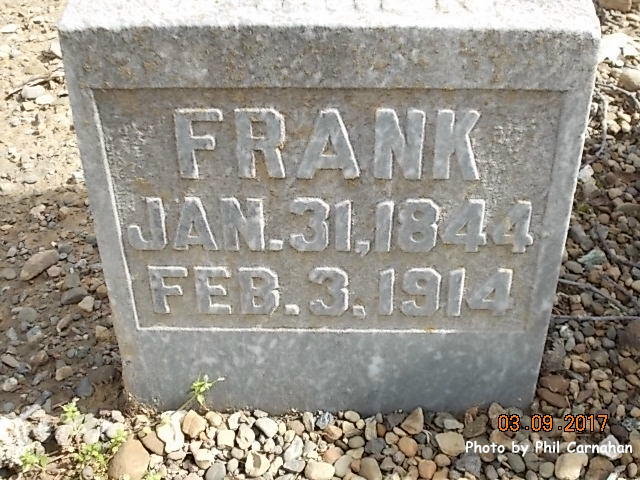 FRANK
JAN. 31, 1844
FEB. 3, 1914
03.09.2017
Photo by Phil Carnahan